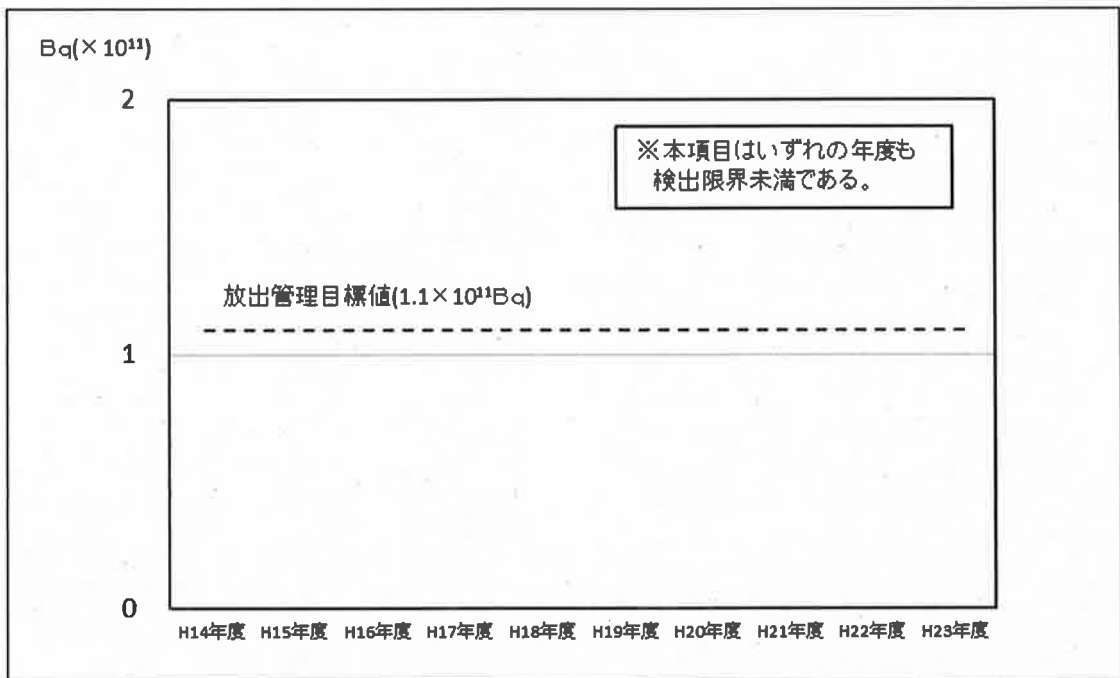 Bq(×10¹¹)
2
※本項目はいずれの年度も
検出限界未満である。
放出管理目標値(1.1×10¹¹Bq)
1
0
H14年度 H15年度 H16年度 H17年度 H18年度 H19年度 H20年度 H21年度 H22年度 H23年度